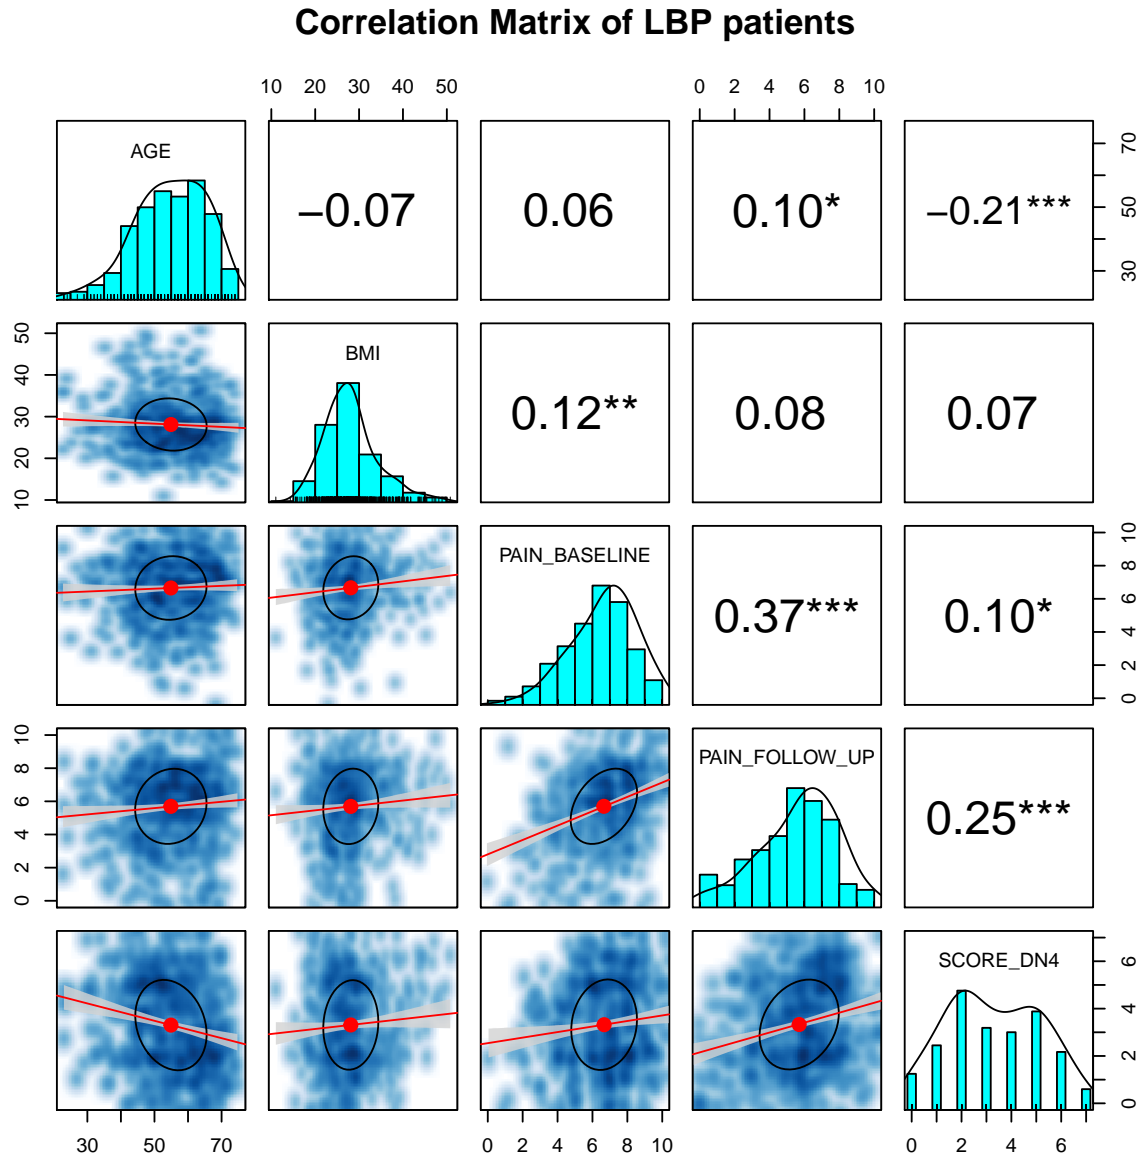 Correlation Matrix of LBP patients
10 20 30 40 50
0 2 4 6 8 10
AGE
−0.07
0.06
0.10*
−0.21***
30 50 70
10 20 30 40 50
BMI
0.12**
0.08
0.07
PAIN_BASELINE
0.37***
0.10*
0 2 4 6 8 10
0 2 4 6 8 10
PAIN_FOLLOW_UP
0.25***
SCORE_DN4
0 2 4 6
30 50 70
0 2 4 6 8 10
0 2 4 6